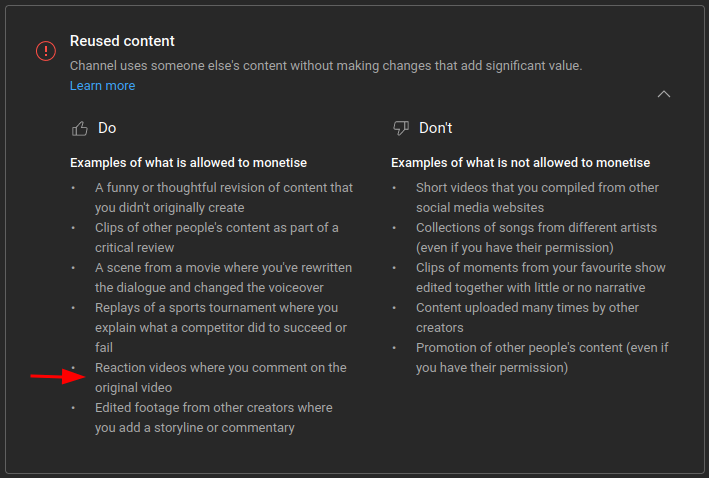 Reused content
Channel uses someone else's content without making changes that add significant value.
Learn more
Do
Examples of what is allowed to monetise
• A funny or thoughtful revision of content that
you didn't originally create
• Clips of other people's content as part of a
critical review
• A scene from a movie where you've rewritten
the dialogue and changed the voiceover
• Replays of a sports tournament where you
explain what a competitor did to succeed or
fail
• Reaction videos where you comment on the
original video
• Edited footage from other creators where
you add a storyline or commentary
Don't
Examples of what is not allowed to monetise
• Short videos that you compiled from other
social media websites
• Collections of songs from different artists
(even if you have their permission)
• Clips of moments from your favourite show
edited together with little or no narrative
• Content uploaded many times by other
creators
• Promotion of other people's content (even if
you have their permission)